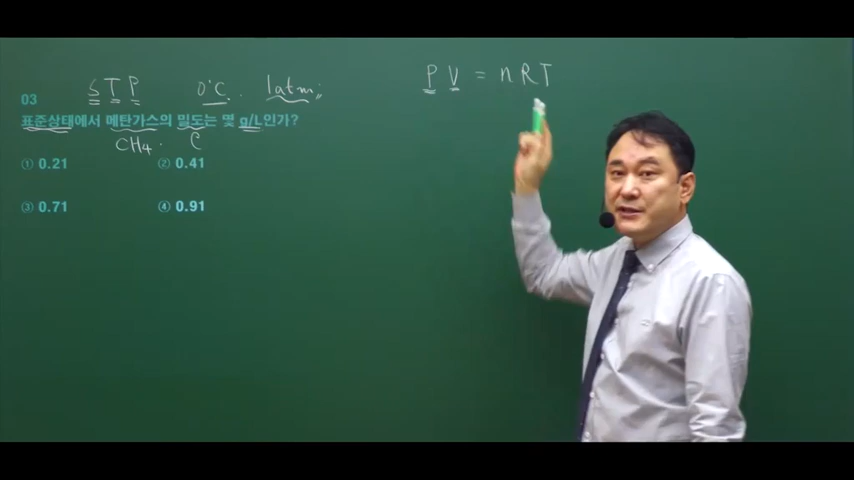 STP 0°C. 1atm;
PV = nRT
03
표준상태에서 메탄가스의 밀도는 몇 g/L인가?
CH4. ρ
① 0.21 ② 0.41
③ 0.71 ④ 0.91